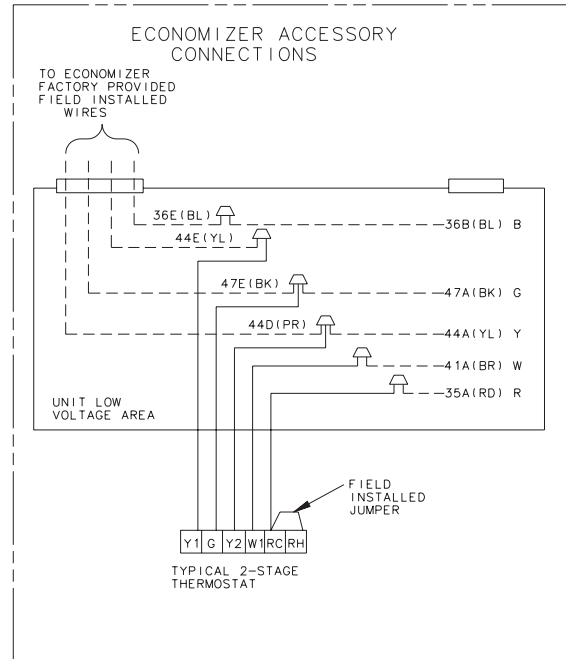 ECONOMIZER ACCESSORY
CONNECTIONS
TO ECONOMIZER
FACTORY PROVIDED
FIELD INSTALLED
WIRES
36E(BL)
36B(BL) B
44E(YL)
47E(BK)
47A(BK) G
44D(PR)
44A(YL) Y
41A(BR) W
35A(RD) R
UNIT LOW
VOLTAGE AREA
FIELD
INSTALLED
JUMPER
Y1 G Y2 W1 RC RH
TYPICAL 2-STAGE
THERMOSTAT